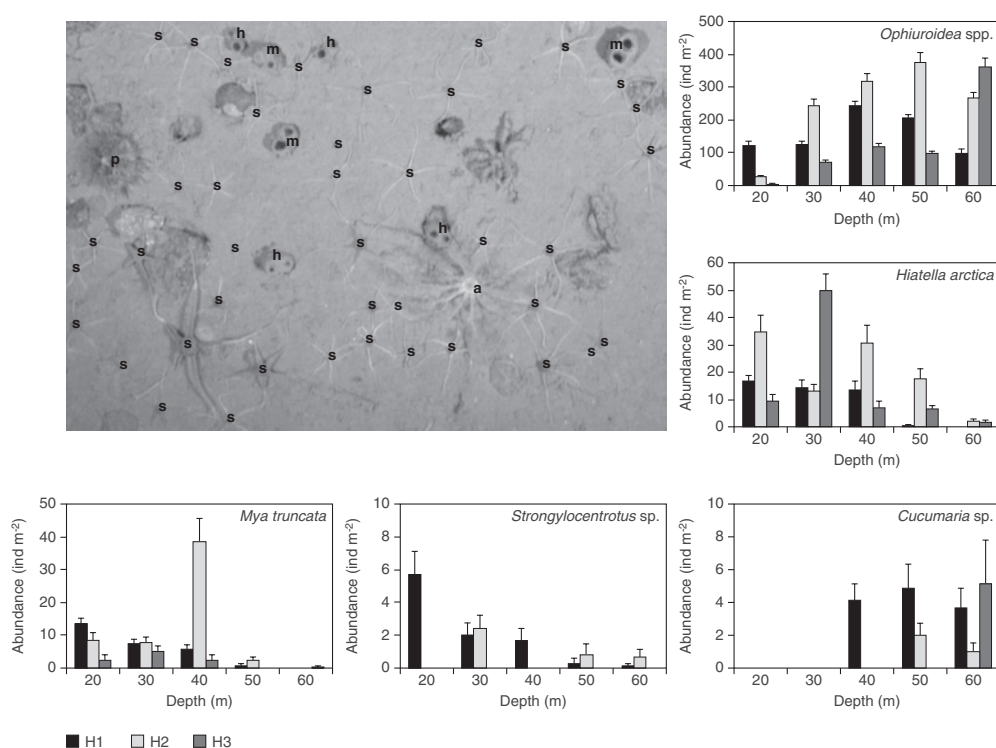 s s h m h s s m
s s
s s s
s s
m s s
p s s
s s
h
s s s s s s
s h
a
s s s s
s
s s s s s s s
s s s
s s
Ophiuroidea spp.
Abundance (ind m⁻²)
500
400
300
200
100
0
20 30 40 50 60
Depth (m)
Hiatella arctica
Abundance (ind m⁻²)
60
50
40
30
20
10
0
20 30 40 50 60
Depth (m)
Mya truncata
Abundance (ind m⁻²)
50
40
30
20
10
0
20 30 40 50 60
Depth (m)
Strongylocentrotus sp.
Abundance (ind m⁻²)
10
8
6
4
2
0
20 30 40 50 60
Depth (m)
Cucumaria sp.
Abundance (ind m⁻²)
10
8
6
4
2
0
20 30 40 50 60
Depth (m)
H1 H2 H3